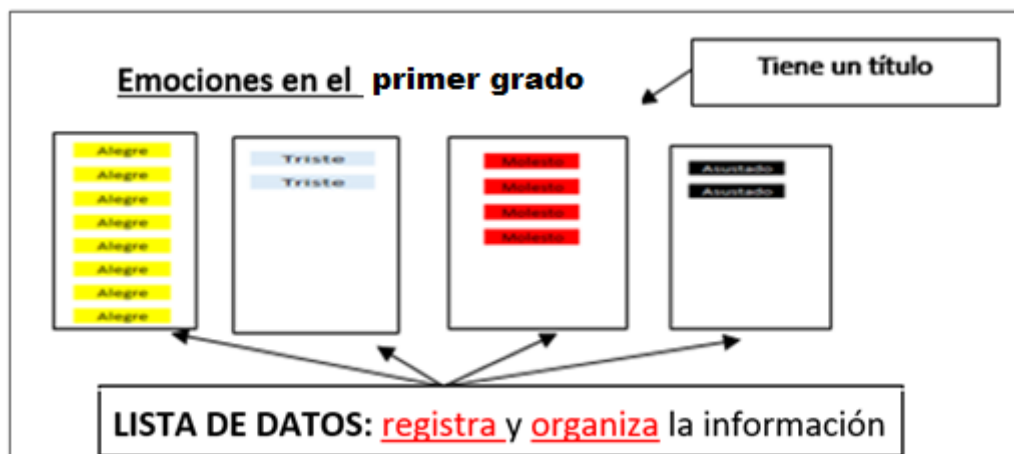 Emociones en el primer grado
Tiene un título
Alegre
Alegre
Alegre
Alegre
Alegre
Alegre
Alegre
Alegre
Triste
Triste
Molesto
Molesto
Molesto
Molesto
Asustado
Asustado
LISTA DE DATOS: registra y organiza la información